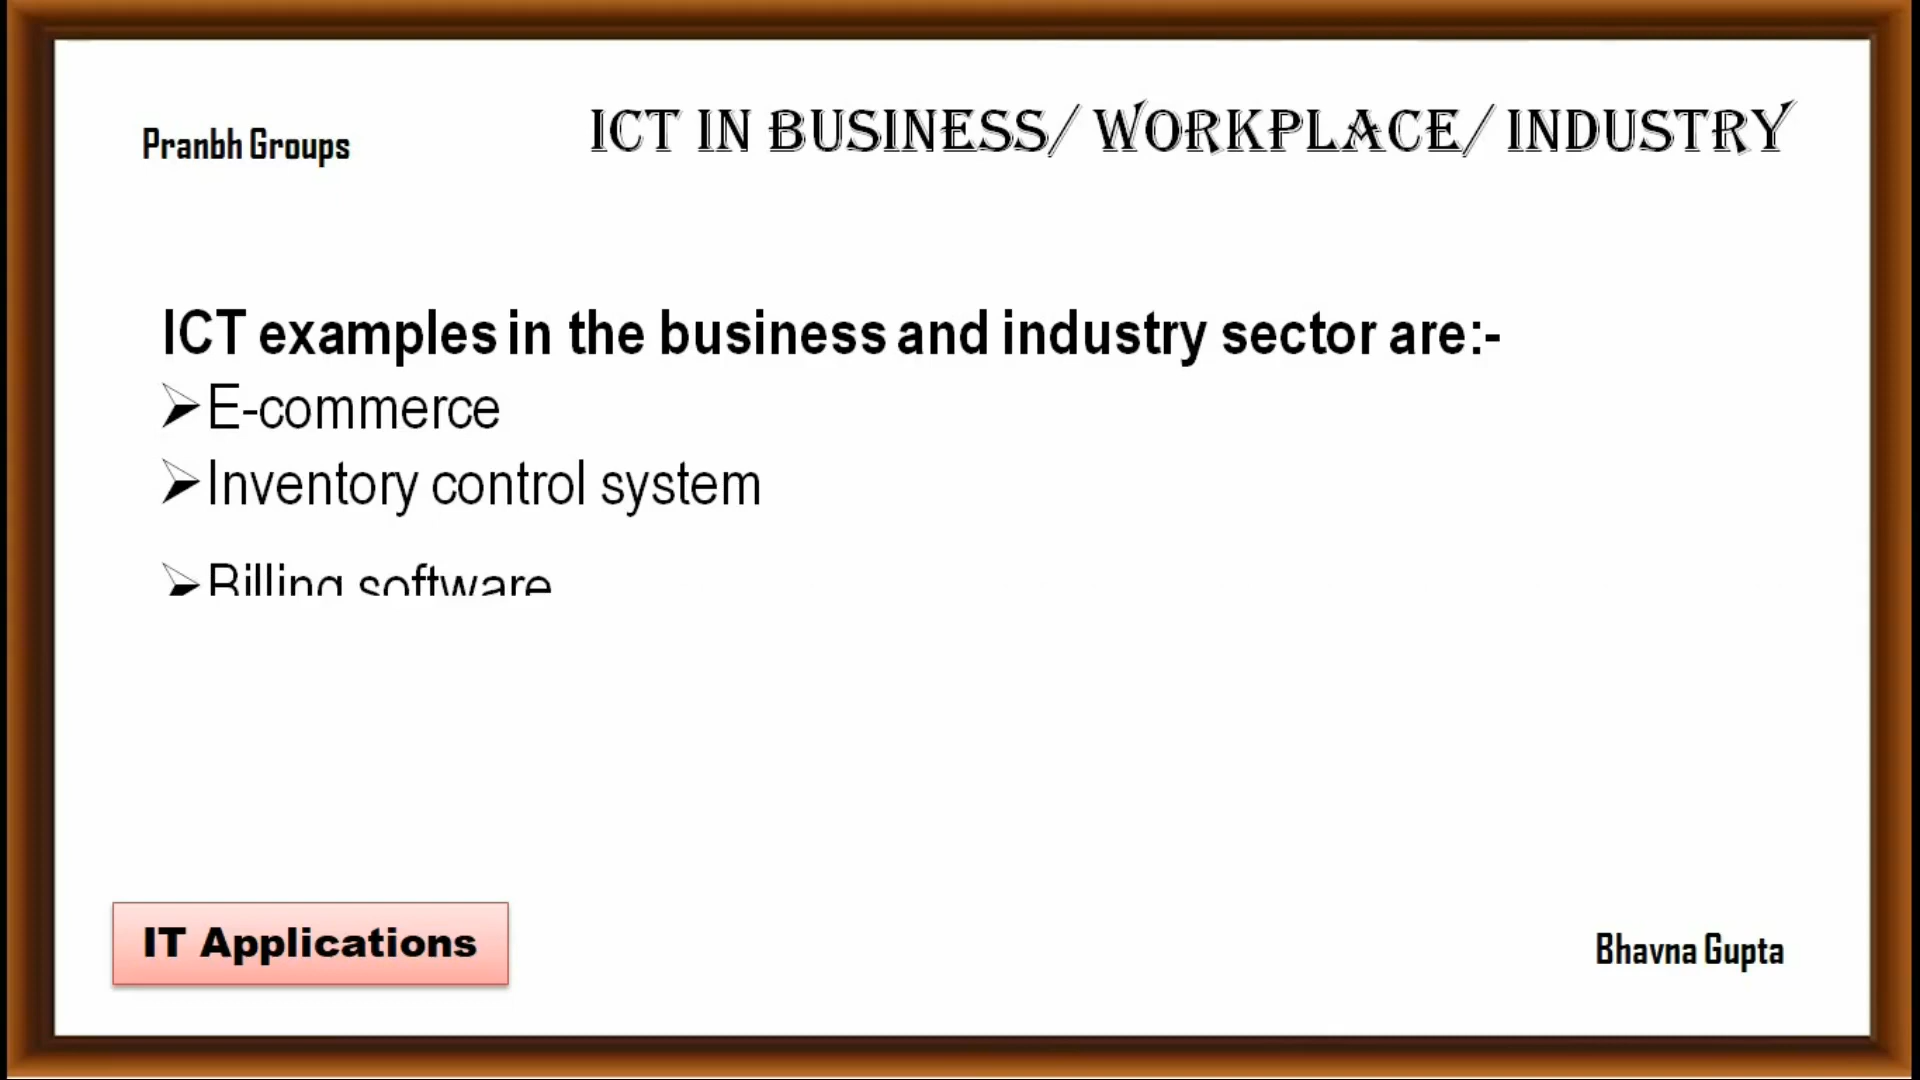 Pranbh Groups
ICT IN BUSINESS/ WORKPLACE/ INDUSTRY
ICT examples in the business and industry sector are:-
➢E-commerce
➢Inventory control system
➢Billing software
IT Applications
Bhavna Gupta